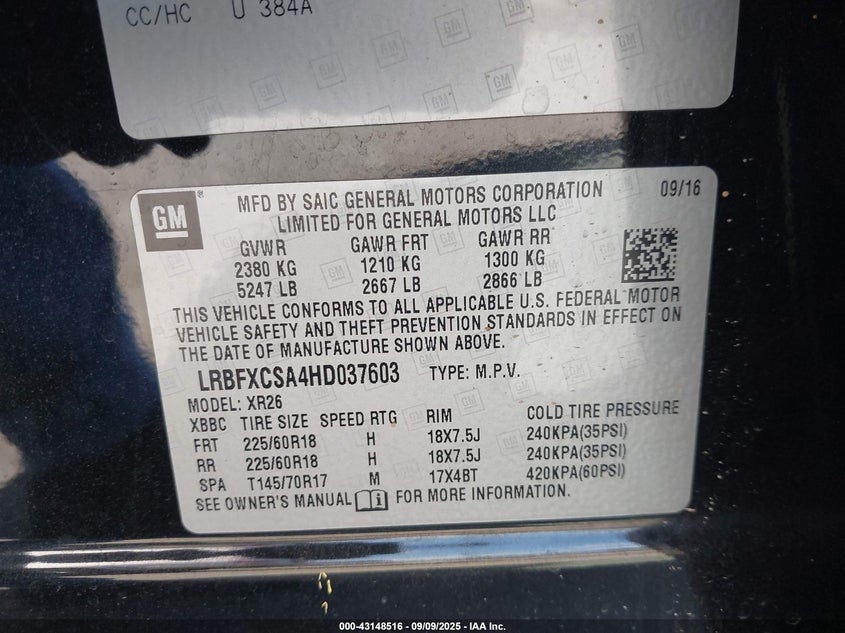 CC/HC U 384A
GM
MFD BY SAIC GENERAL MOTORS CORPORATION 09/16
LIMITED FOR GENERAL MOTORS LLC
GVWR GAWR FRT GAWR RR
2380 KG 1210 KG 1300 KG
5247 LB 2667 LB 2866 LB
THIS VEHICLE CONFORMS TO ALL APPLICABLE U.S. FEDERAL MOTOR
VEHICLE SAFETY AND THEFT PREVENTION STANDARDS IN EFFECT ON
THE DATE OF MANUFACTURE SHOWN ABOVE.
LRBFXCSA4HD037603 TYPE: M.P.V.
MODEL: XR26
XBBC TIRE SIZE SPEED RTG RIM COLD TIRE PRESSURE
FRT 225/60R18 H 18X7.5J 240KPA(35PSI)
RR 225/60R18 H 18X7.5J 240KPA(35PSI)
SPA T145/70R17 M 17X4BT 420KPA(60PSI)
SEE OWNER'S MANUAL FOR MORE INFORMATION.
000-43148516 - 09/09/2025 - IAA Inc.